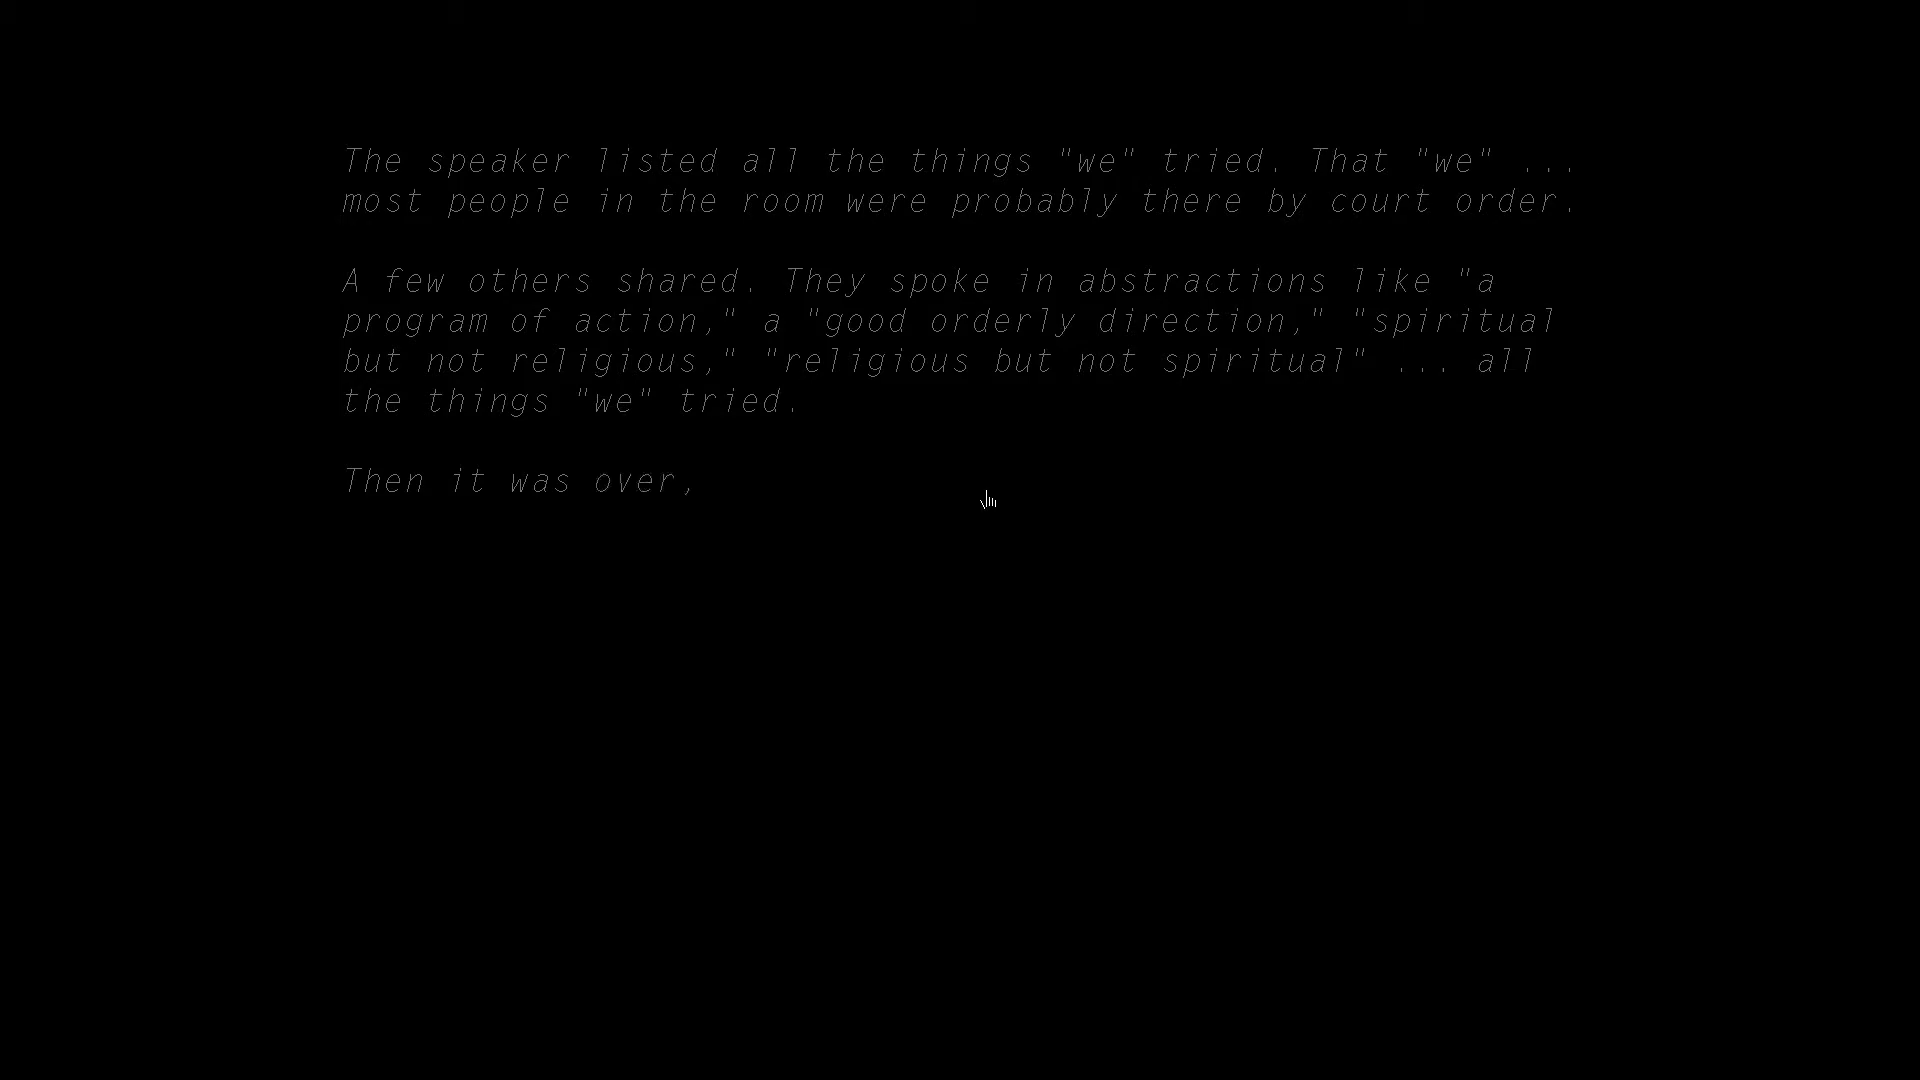 The speaker listed all the things "we" tried. That "we" ...
most people in the room were probably there by court order.
A few others shared. They spoke in abstractions like "a
program of action," a "good orderly direction," "spiritual
but not religious," "religious but not spiritual" ... all
the things "we" tried.
Then it was over,